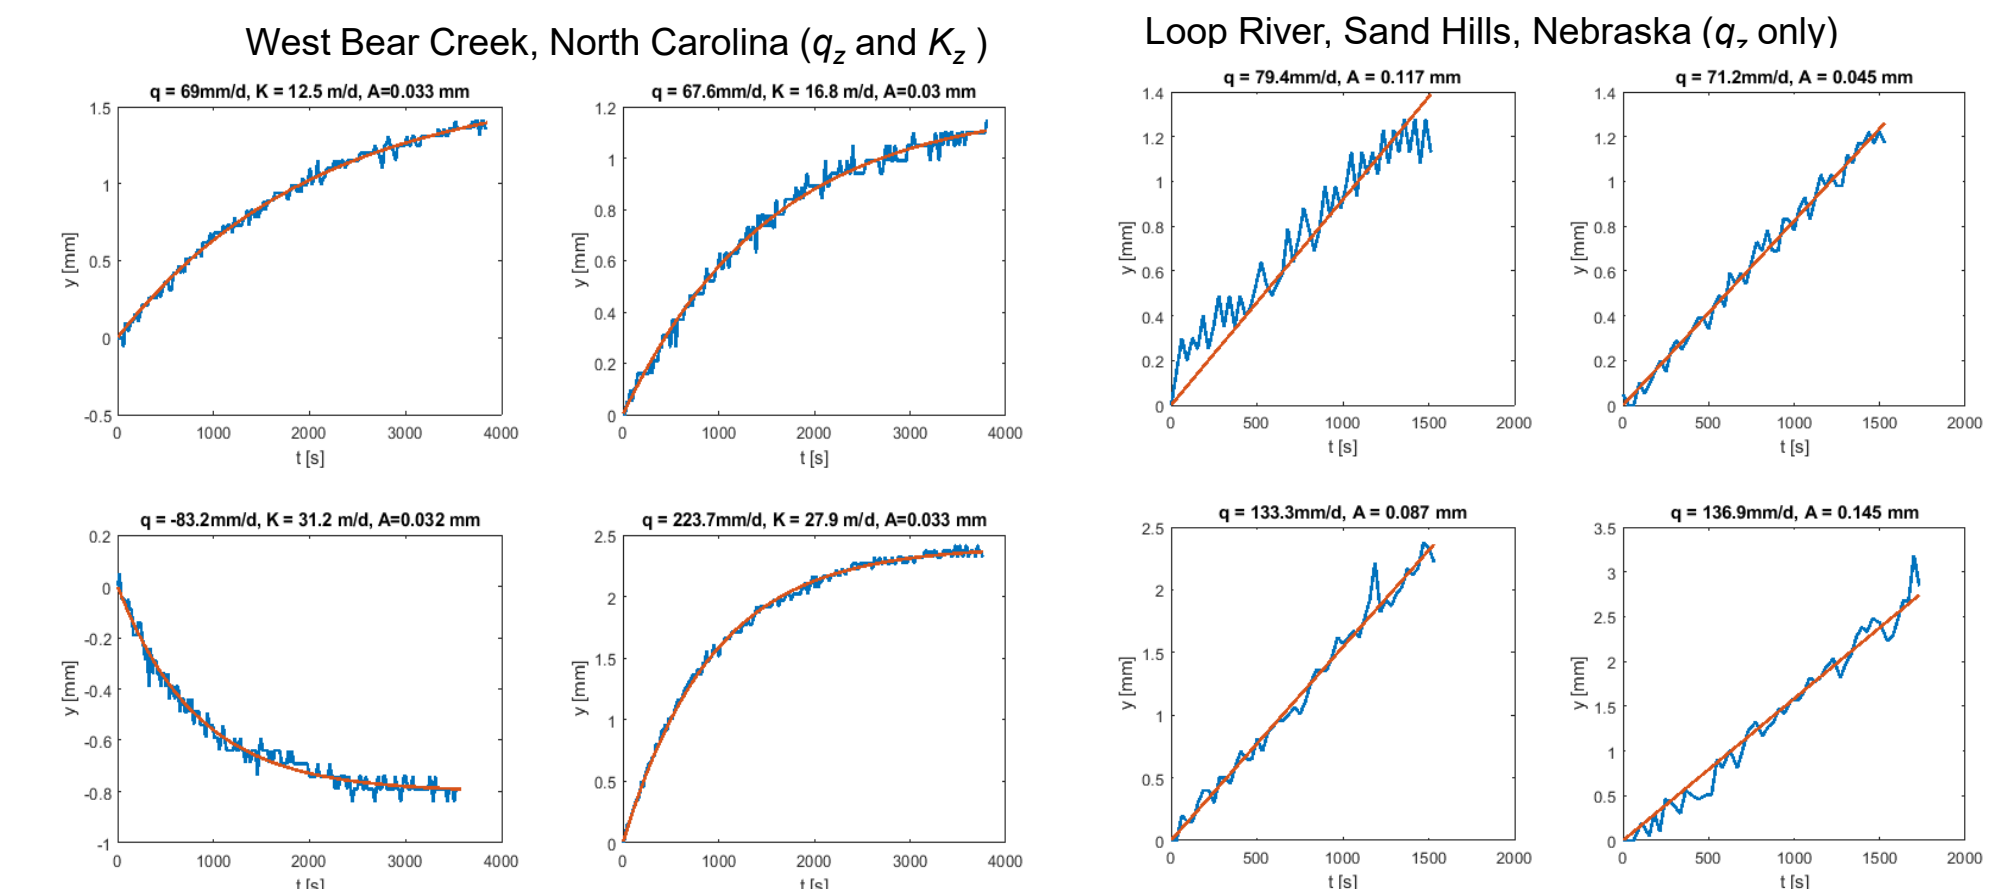 West Bear Creek, North Carolina (qz and Kz )
Loop River, Sand Hills, Nebraska (qz only)
q = 69mm/d, K = 12.5 m/d, A=0.033 mm
1.5
1
0.5
0
-0.5
y [mm]
0 1000 2000 3000 4000
t [s]
q = 67.6mm/d, K = 16.8 m/d, A=0.03 mm
1.2
1
0.8
0.6
0.4
0.2
0
y [mm]
0 1000 2000 3000 4000
t [s]
q = 79.4mm/d, A = 0.117 mm
1.4
1.2
1
0.8
0.6
0.4
0.2
0
y [mm]
0 500 1000 1500 2000
t [s]
q = 71.2mm/d, A = 0.045 mm
1.4
1.2
1
0.8
0.6
0.4
0.2
0
y [mm]
0 500 1000 1500 2000
t [s]
q = -83.2mm/d, K = 31.2 m/d, A=0.032 mm
0.2
0
-0.2
-0.4
-0.6
-0.8
-1
y [mm]
0 1000 2000 3000 4000
t [s]
q = 223.7mm/d, K = 27.9 m/d, A=0.033 mm
2.5
2
1.5
1
0.5
0
y [mm]
0 1000 2000 3000 4000
t [s]
q = 133.3mm/d, A = 0.087 mm
2.5
2
1.5
1
0.5
0
y [mm]
0 500 1000 1500 2000
t [s]
q = 136.9mm/d, A = 0.145 mm
3.5
3
2.5
2
1.5
1
0.5
0
y [mm]
0 500 1000 1500 2000
t [s]